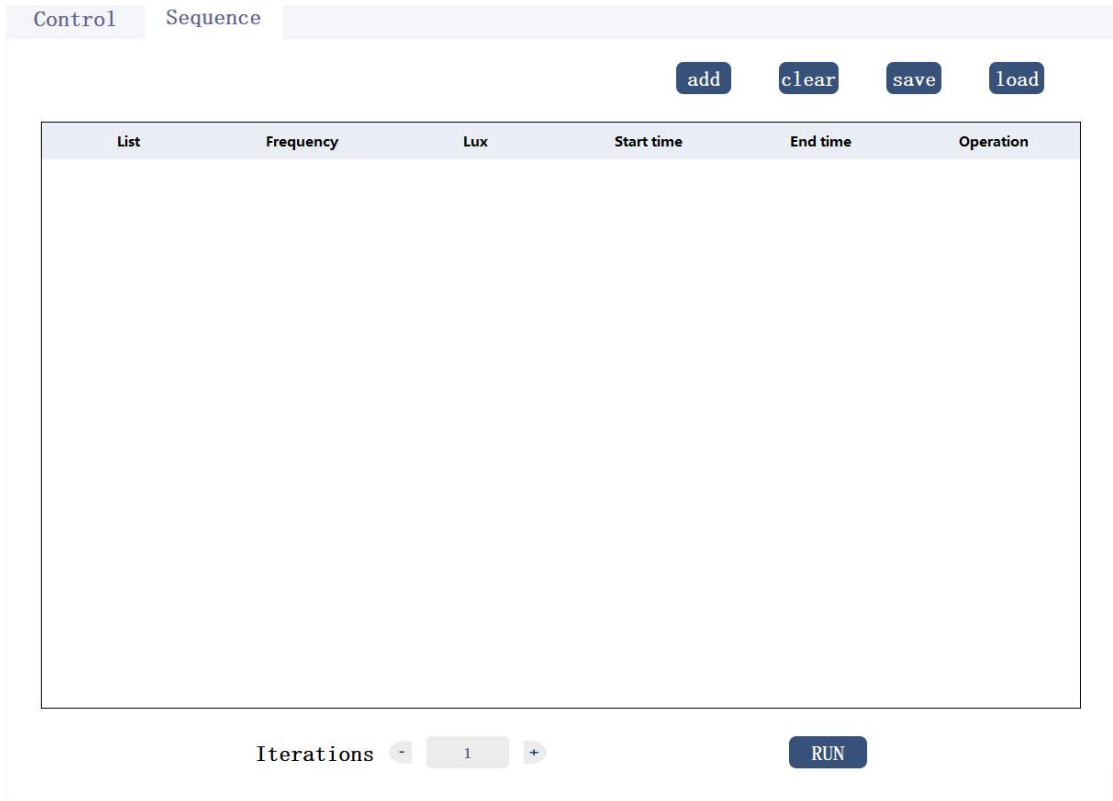 Control Sequence
add clear save load
List Frequency Lux Start time End time Operation
Iterations - 1 + RUN